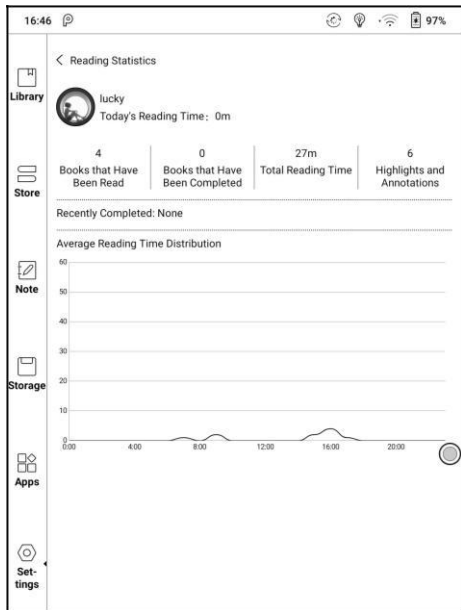 16:46
97%
Reading Statistics
lucky
Today's Reading Time: 0m
4
Books that Have
Been Read
0
Books that Have
Been Completed
27m
Total Reading Time
6
Highlights and
Annotations
Recently Completed: None
Average Reading Time Distribution
60
50
40
30
20
10
0
0:00
4:00
8:00
12:00
16:00
20:00
Library
Store
Note
Storage
Apps
Set-
tings